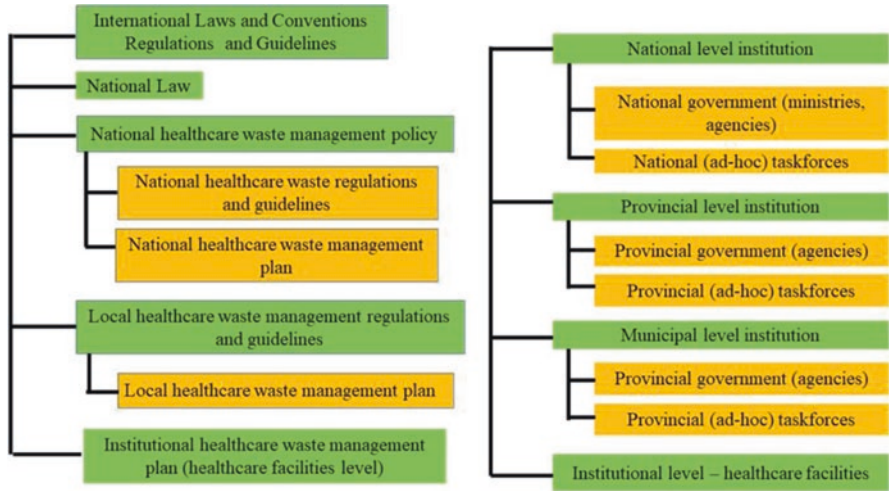 International Laws and Conventions
Regulations and Guidelines
National Law
National healthcare waste management policy
National healthcare waste regulations
and guidelines
National healthcare waste management
plan
Local healthcare waste management regulations
and guidelines
Local healthcare waste management plan
Institutional healthcare waste management
plan (healthcare facilities level)
National level institution
National government (ministries,
agencies)
National (ad-hoc) taskforces
Provincial level institution
Provincial government (agencies)
Provincial (ad-hoc) taskforces
Municipal level institution
Provincial government (agencies)
Provincial (ad-hoc) taskforces
Institutional level – healthcare facilities